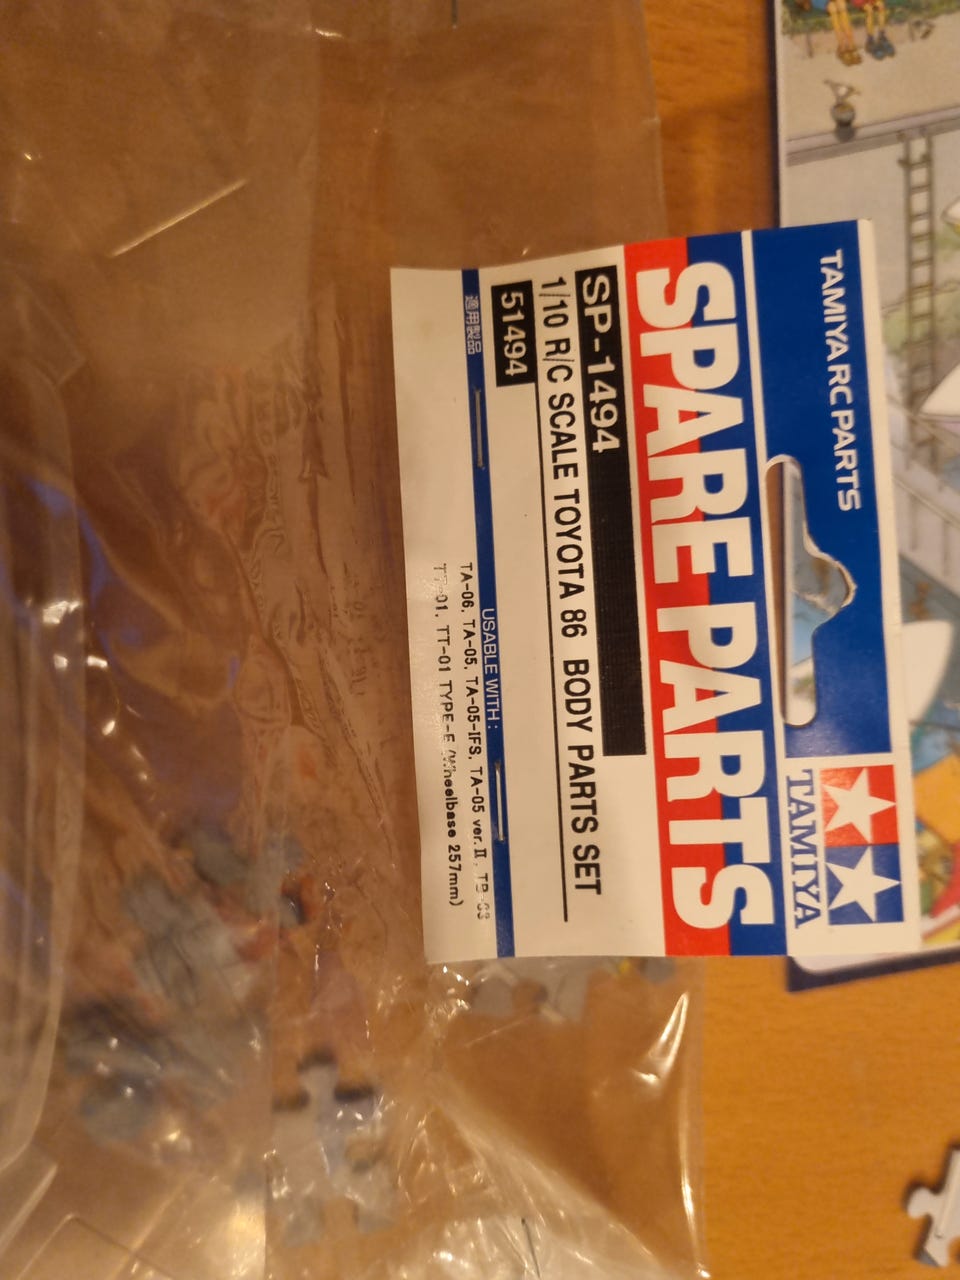 TAMIYA RC PARTS
TAMIYA
SPARE PARTS
SP-1494
1/10 R/C SCALE TOYOTA 86 BODY PARTS SET
51494
適用製品
USABLE WITH :
TA-06, TA-05, TA-05-IFS, TA-05 ver.Ⅱ, TB-03
TT-01, TT-01 TYPE-E (Wheelbase 257mm)